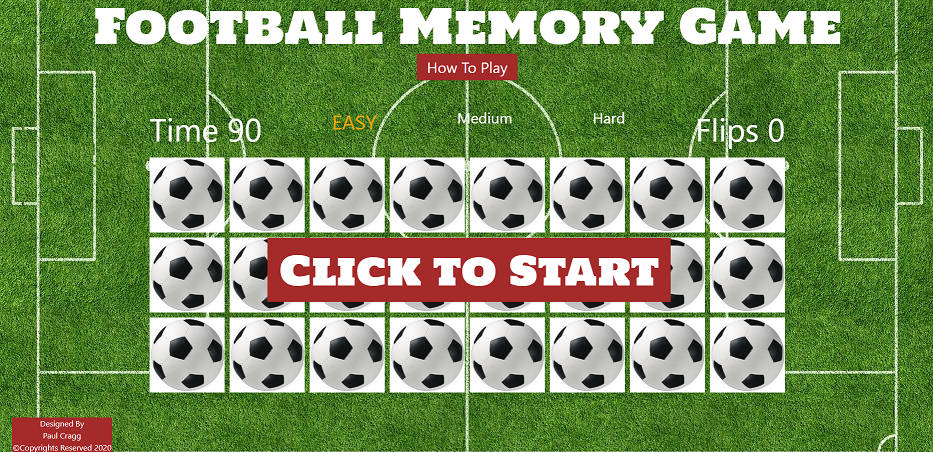 Football Memory Game
How To Play
Time 90 EASY Medium Hard Flips 0
Click to Start
Designed By
Paul Cragg
©Copyrights Reserved 2020